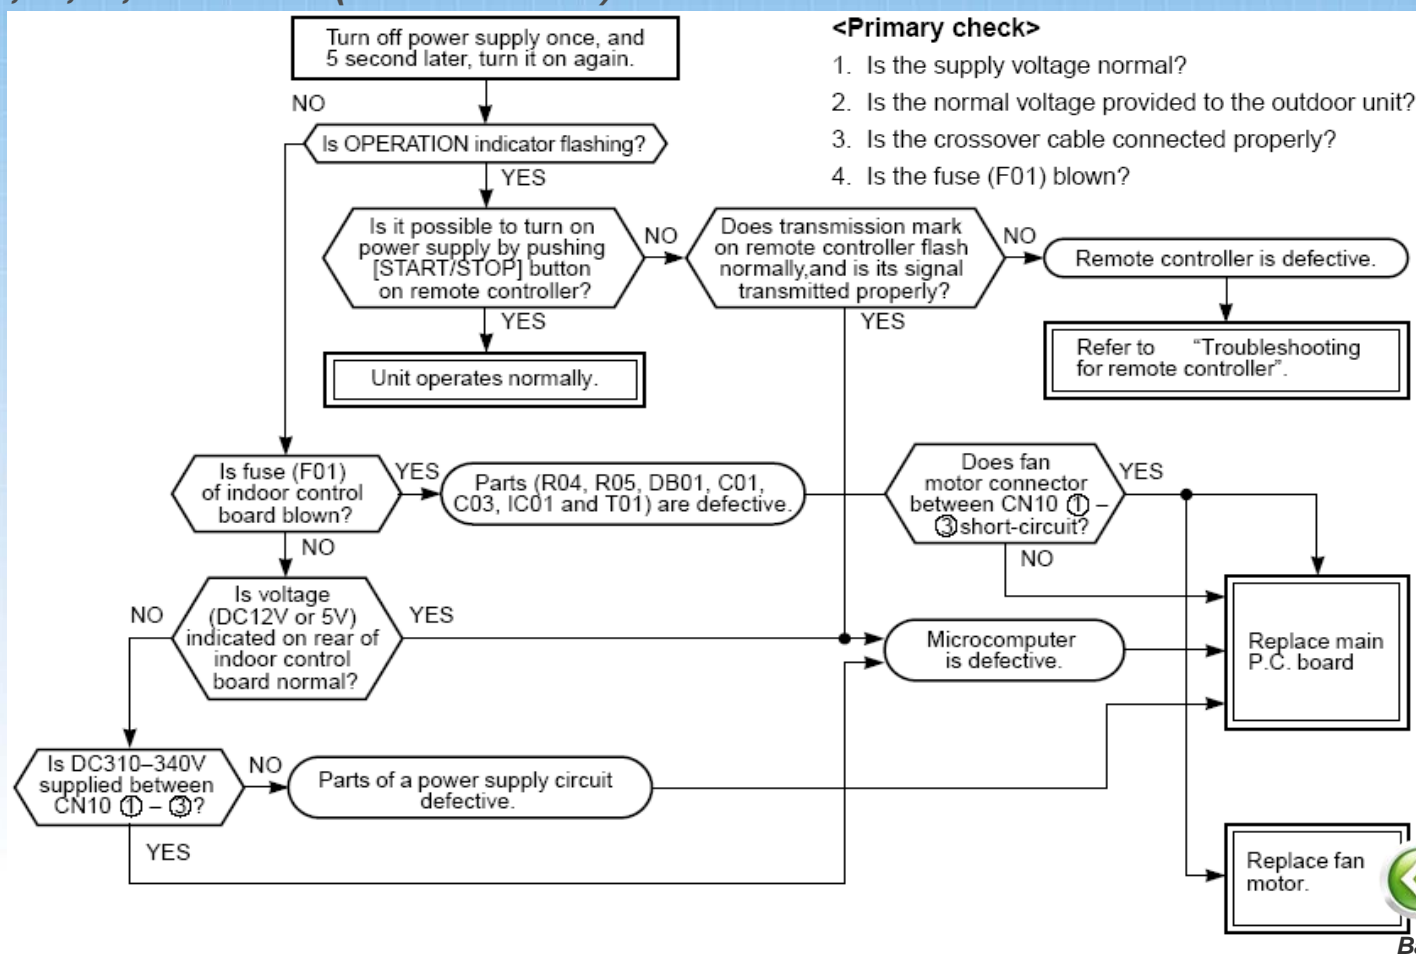 <Primary check>
1. Is the supply voltage normal?
2. Is the normal voltage provided to the outdoor unit?
3. Is the crossover cable connected properly?
4. Is the fuse (F01) blown?
Turn off power supply once, and
5 second later, turn it on again.
NO
Is OPERATION indicator flashing?
YES
Is it possible to turn on
power supply by pushing
[START/STOP] button
on remote controller?
NO
Does transmission mark
on remote controller flash
normally,and is its signal
transmitted properly?
NO
Remote controller is defective.
YES
YES
Unit operates normally.
Refer to "Troubleshooting
for remote controller".
Is fuse (F01)
of indoor control
board blown?
YES
Parts (R04, R05, DB01, C01,
C03, IC01 and T01) are defective.
Does fan
motor connector
between CN10 ① –
③short-circuit?
YES
NO
NO
Is voltage
(DC12V or 5V)
indicated on rear of
indoor control
board normal?
NO
YES
Microcomputer
is defective.
Replace main
P.C. board
Is DC310–340V
supplied between
CN10 ① – ③?
NO
Parts of a power supply circuit
defective.
YES
Replace fan
motor.